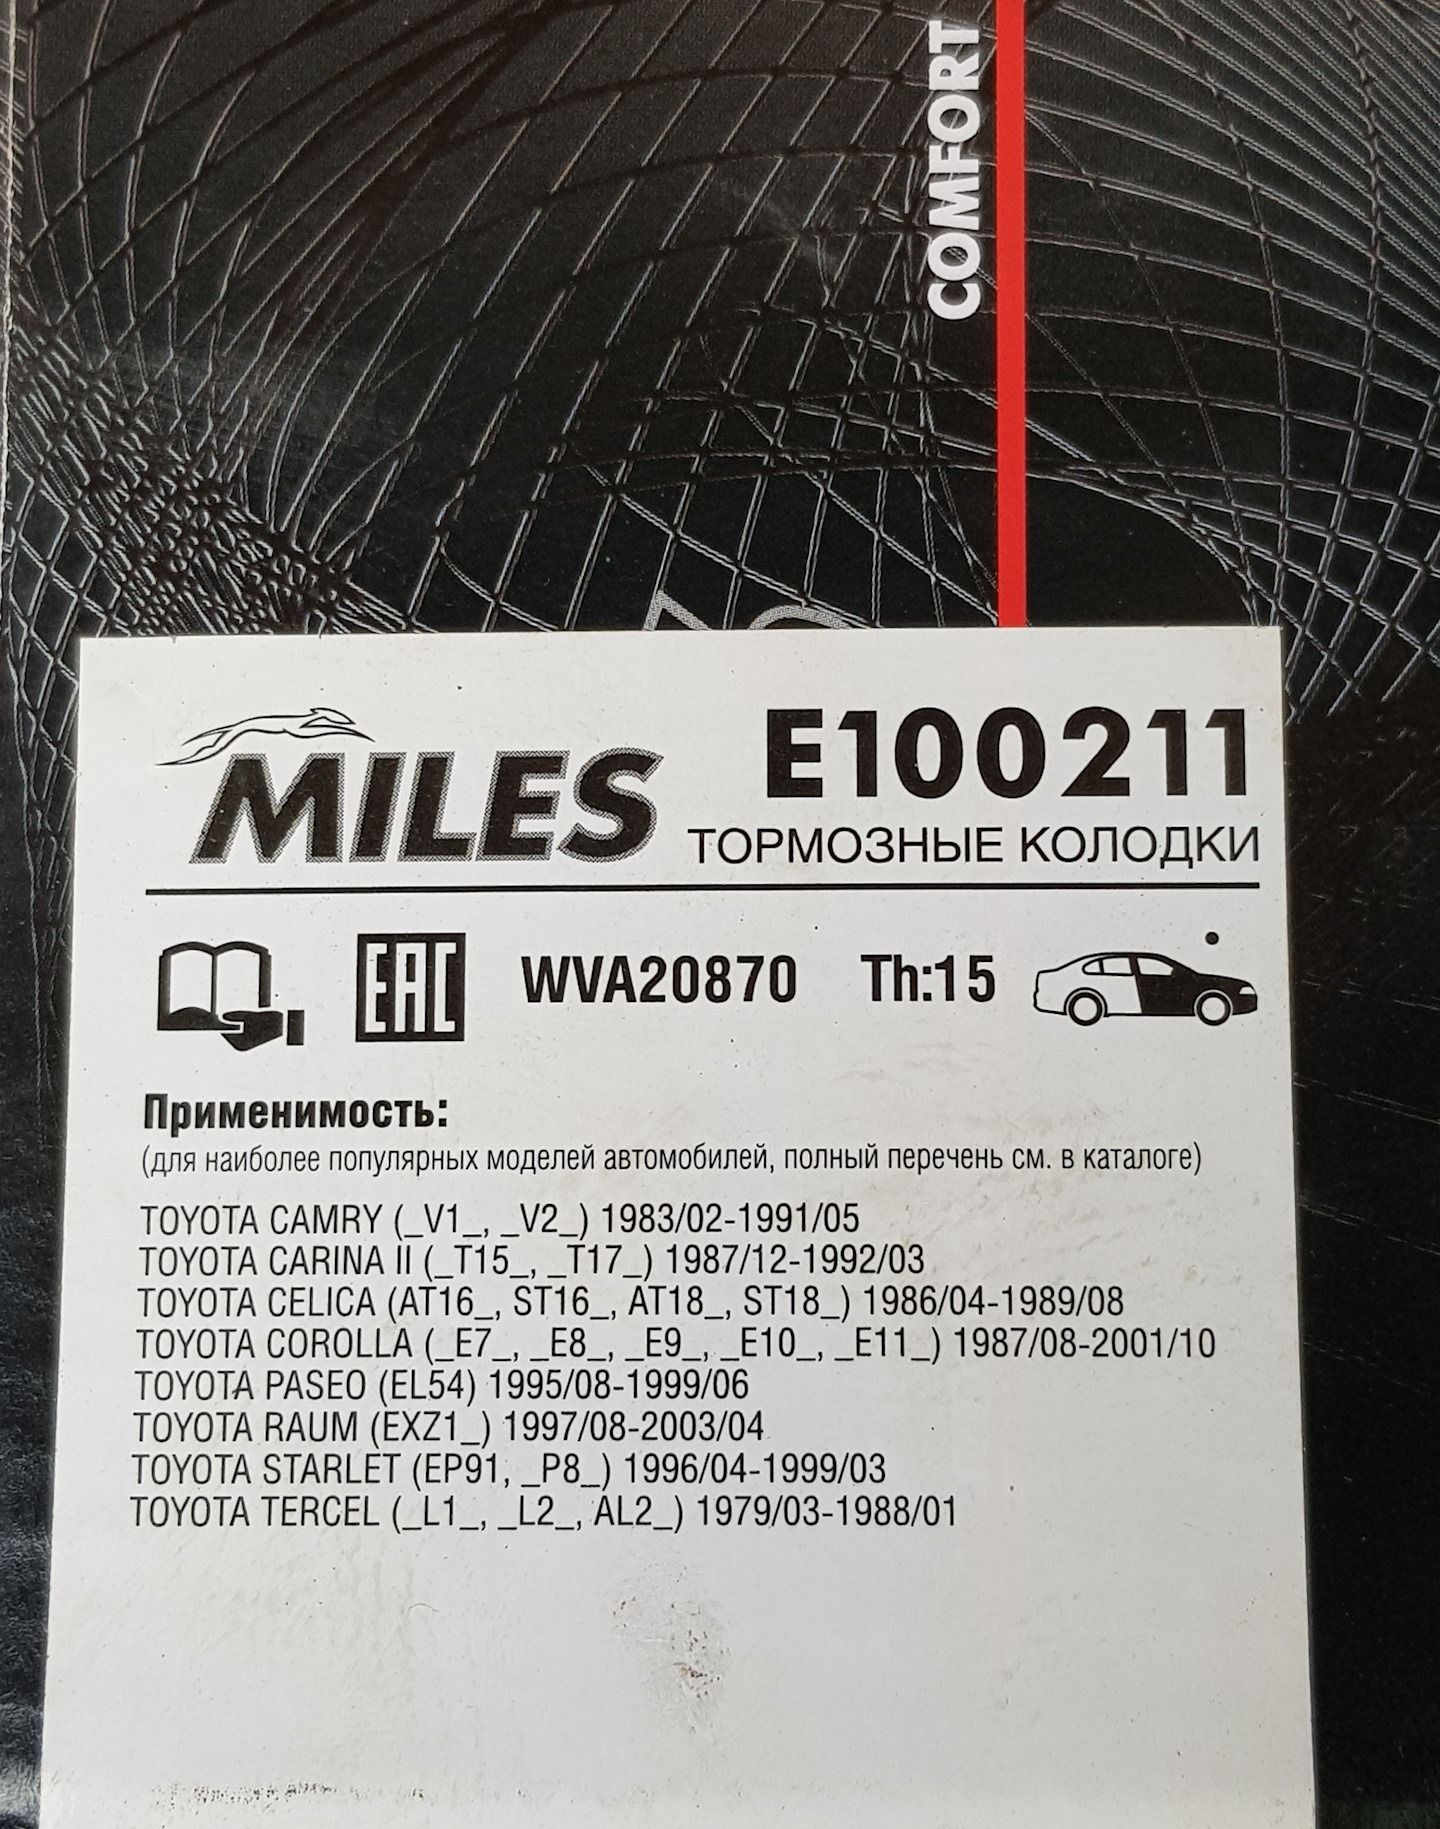 COMFORT
MILES
E100211
ТОРМОЗНЫЕ КОЛОДКИ
EAC WVA20870 Th:15
Применимость:
(для наиболее популярных моделей автомобилей, полный перечень см. в каталоге)
TOYOTA CAMRY (_V1_, _V2_) 1983/02-1991/05
TOYOTA CARINA II (_T15_, _T17_) 1987/12-1992/03
TOYOTA CELICA (AT16_, ST16_, AT18_, ST18_) 1986/04-1989/08
TOYOTA COROLLA (_E7_, _E8_, _E9_, _E10_, _E11_) 1987/08-2001/10
TOYOTA PASEO (EL54) 1995/08-1999/06
TOYOTA RAUM (EXZ1_) 1997/08-2003/04
TOYOTA STARLET (EP91, _P8_) 1996/04-1999/03
TOYOTA TERCEL (_L1_, _L2_, AL2_) 1979/03-1988/01